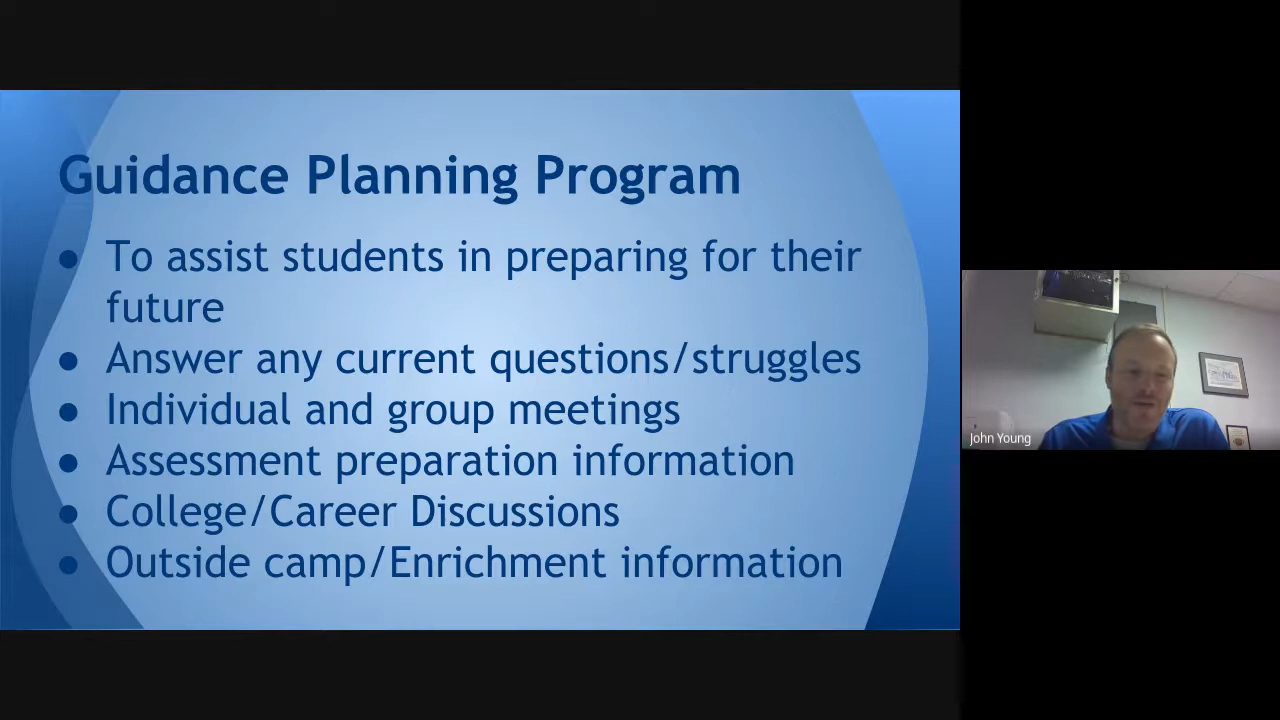 Guidance Planning Program
● To assist students in preparing for their
future
● Answer any current questions/struggles
● Individual and group meetings
● Assessment preparation information
● College/Career Discussions
● Outside camp/Enrichment information
John Young